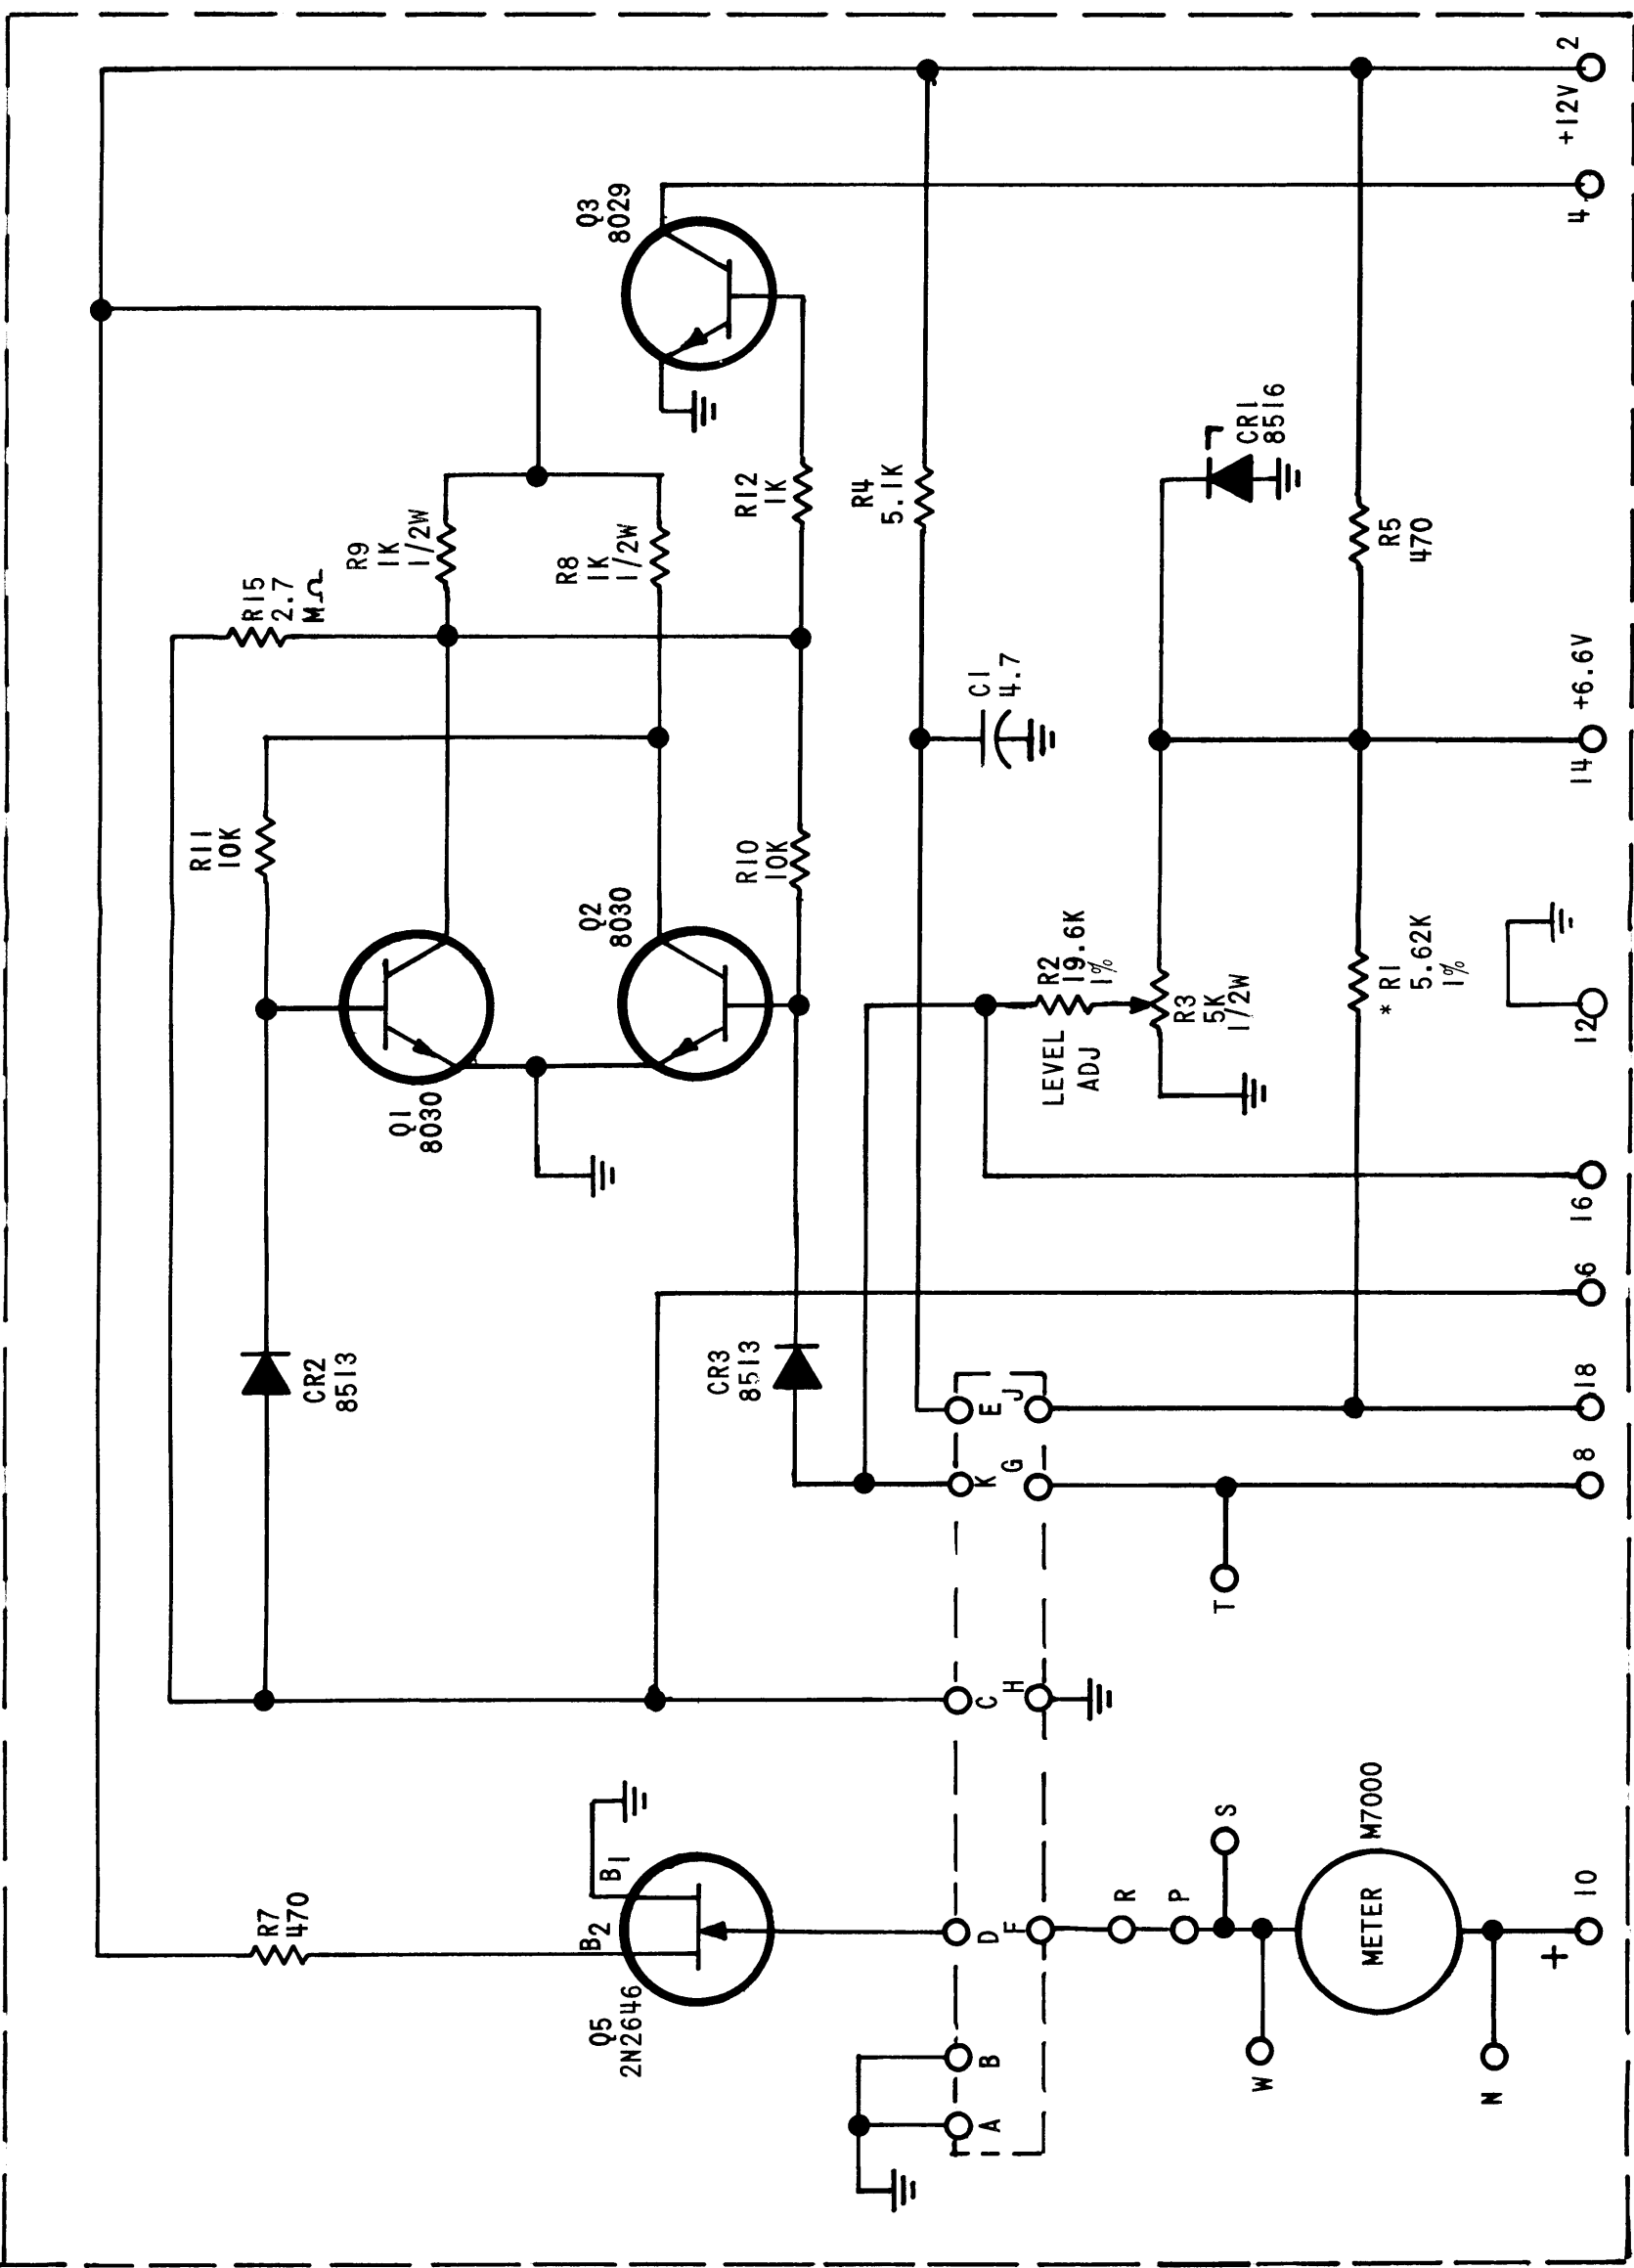 R7
470
B2
B1
Q5
2N2646
CR2
8513
Q1
8030
R11
10K
R15
2.7
MΩ
R9
1K
1/2W
R8
1K
1/2W
Q2
8030
R10
10K
CR3
8513
R12
1K
Q3
8029
R4
5.1K
C1
4.7
A
B
D
F
C
H
K
G
E
J
R
P
S
W
METER
M7000
N
+
10
T
8
18
6
16
LEVEL
ADJ
R2
19.6K
1%
R3
5K
1/2W
* R1
5.62K
1%
12
14
+6.6V
CR1
8516
R5
470
4
+12V
2